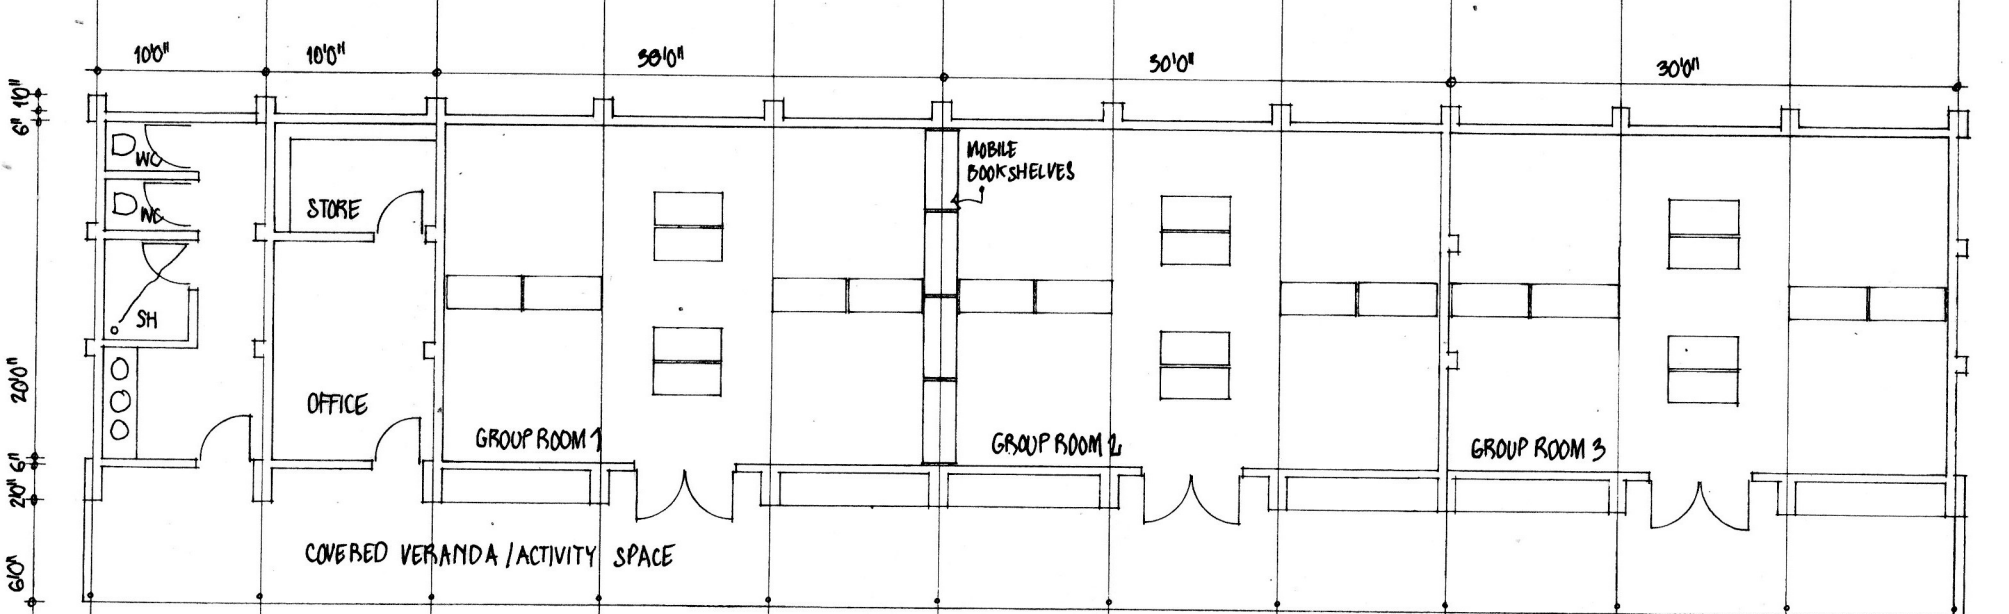 10'0"
10'0"
30'0"
30'0"
30'0"
1'0"
6"
WC
WC
STORE
MOBILE
BOOKSHELVES
SH
20'0"
OFFICE
GROUP ROOM 1
GROUP ROOM 2
GROUP ROOM 3
6"
2'0"
COVERED VERANDA / ACTIVITY SPACE
6'0"